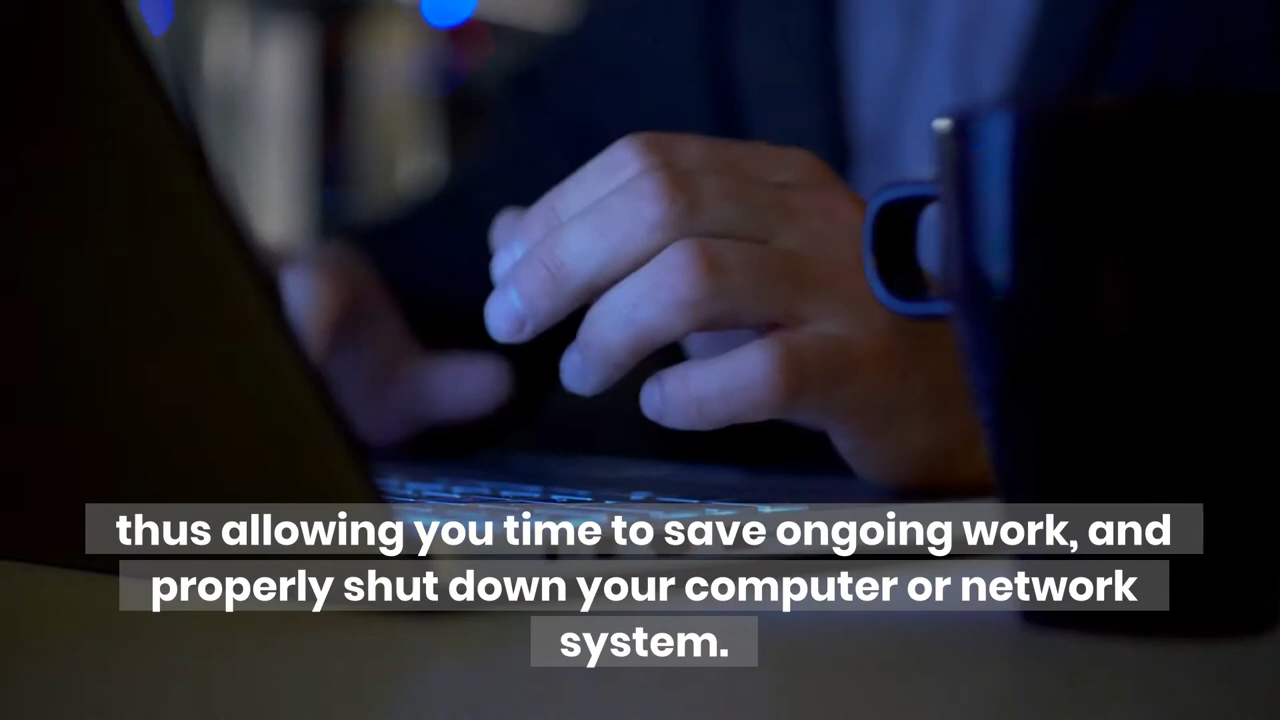 thus allowing you time to save ongoing work, and
properly shut down your computer or network
system.